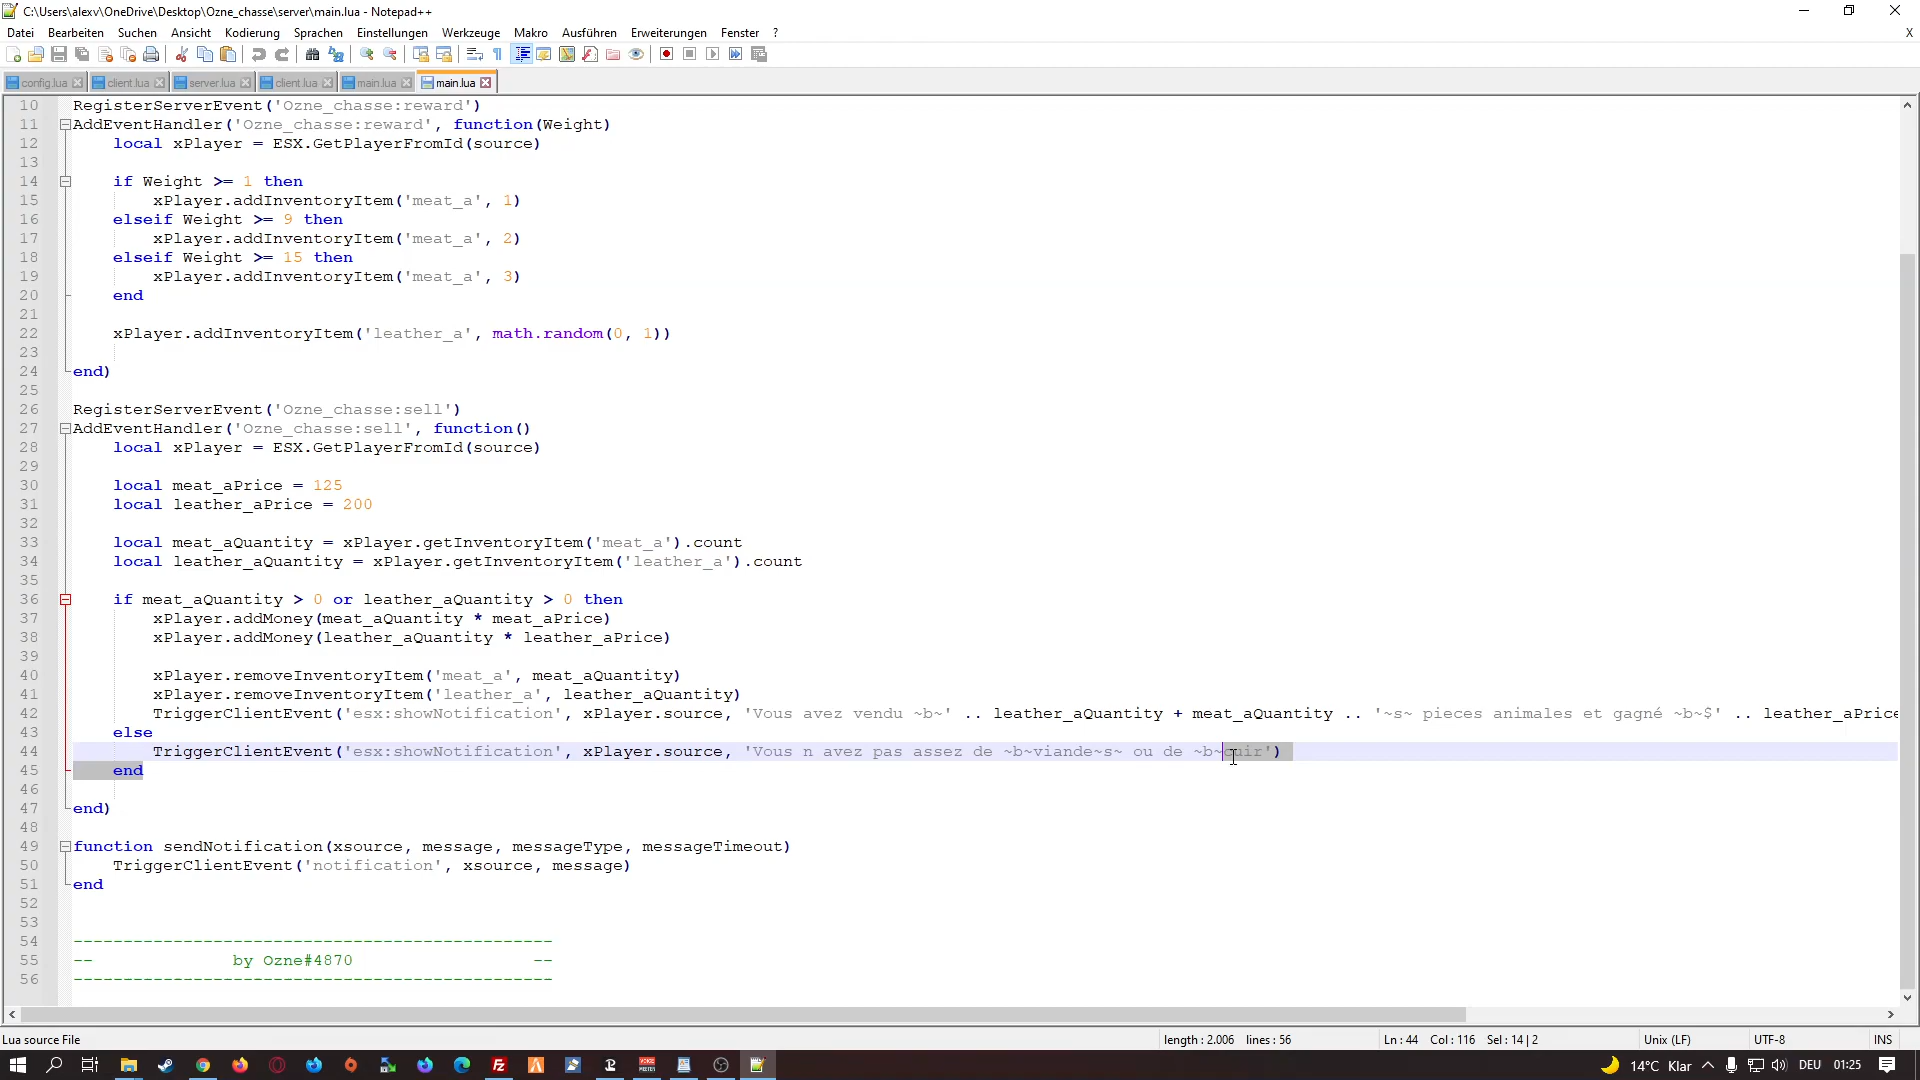 C:\Users\alexv\OneDrive\Desktop\Ozne_chasse\server\main.lua - Notepad++
Datei Bearbeiten Suchen Ansicht Kodierung Sprachen Einstellungen Werkzeuge Makro Ausführen Erweiterungen Fenster ? X
config.lua client.lua server.lua client.lua main.lua main.lua
10 RegisterServerEvent('Ozne_chasse:reward')
11 AddEventHandler('Ozne_chasse:reward', function(Weight)
12 local xPlayer = ESX.GetPlayerFromId(source)
13
14 if Weight >= 1 then
15 xPlayer.addInventoryItem('meat_a', 1)
16 elseif Weight >= 9 then
17 xPlayer.addInventoryItem('meat_a', 2)
18 elseif Weight >= 15 then
19 xPlayer.addInventoryItem('meat_a', 3)
20 end
21
22 xPlayer.addInventoryItem('leather_a', math.random(0, 1))
23
24 end)
25
26 RegisterServerEvent('Ozne_chasse:sell')
27 AddEventHandler('Ozne_chasse:sell', function()
28 local xPlayer = ESX.GetPlayerFromId(source)
29
30 local meat_aPrice = 125
31 local leather_aPrice = 200
32
33 local meat_aQuantity = xPlayer.getInventoryItem('meat_a').count
34 local leather_aQuantity = xPlayer.getInventoryItem('leather_a').count
35
36 if meat_aQuantity > 0 or leather_aQuantity > 0 then
37 xPlayer.addMoney(meat_aQuantity * meat_aPrice)
38 xPlayer.addMoney(leather_aQuantity * leather_aPrice)
39
40 xPlayer.removeInventoryItem('meat_a', meat_aQuantity)
41 xPlayer.removeInventoryItem('leather_a', leather_aQuantity)
42 TriggerClientEvent('esx:showNotification', xPlayer.source, 'Vous avez vendu ~b~' .. leather_aQuantity + meat_aQuantity .. '~s~ pieces animales et gagné ~b~$' .. leather_aPrice
43 else
44 TriggerClientEvent('esx:showNotification', xPlayer.source, 'Vous n avez pas assez de ~b~viande~s~ ou de ~b~cuir')
45 end
46
47 end)
48
49 function sendNotification(xsource, message, messageType, messageTimeout)
50 TriggerClientEvent('notification', xsource, message)
51 end
52
53
54 ------------------------------------------------
55 -- by Ozne#4870 --
56 ------------------------------------------------
Lua source File length : 2.006 lines : 56 Ln : 44 Col : 116 Sel : 14 | 2 Unix (LF) UTF-8 INS
14°C Klar DEU 01:25